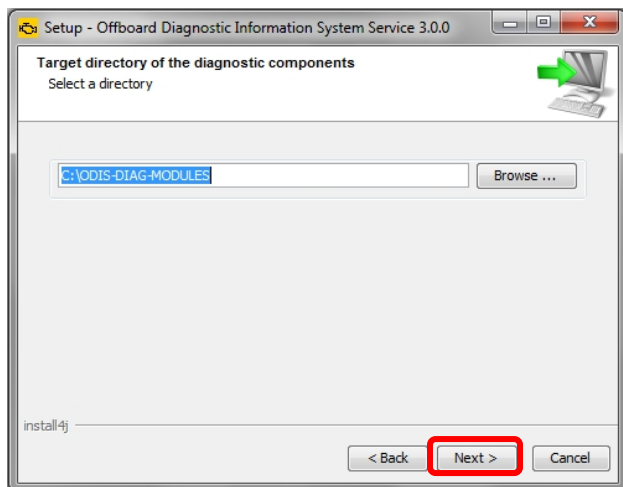 Setup - Offboard Diagnostic Information System Service 3.0.0
Target directory of the diagnostic components
Select a directory
C:\ODIS-DIAG-MODULES
Browse ...
install4j
< Back
Next >
Cancel